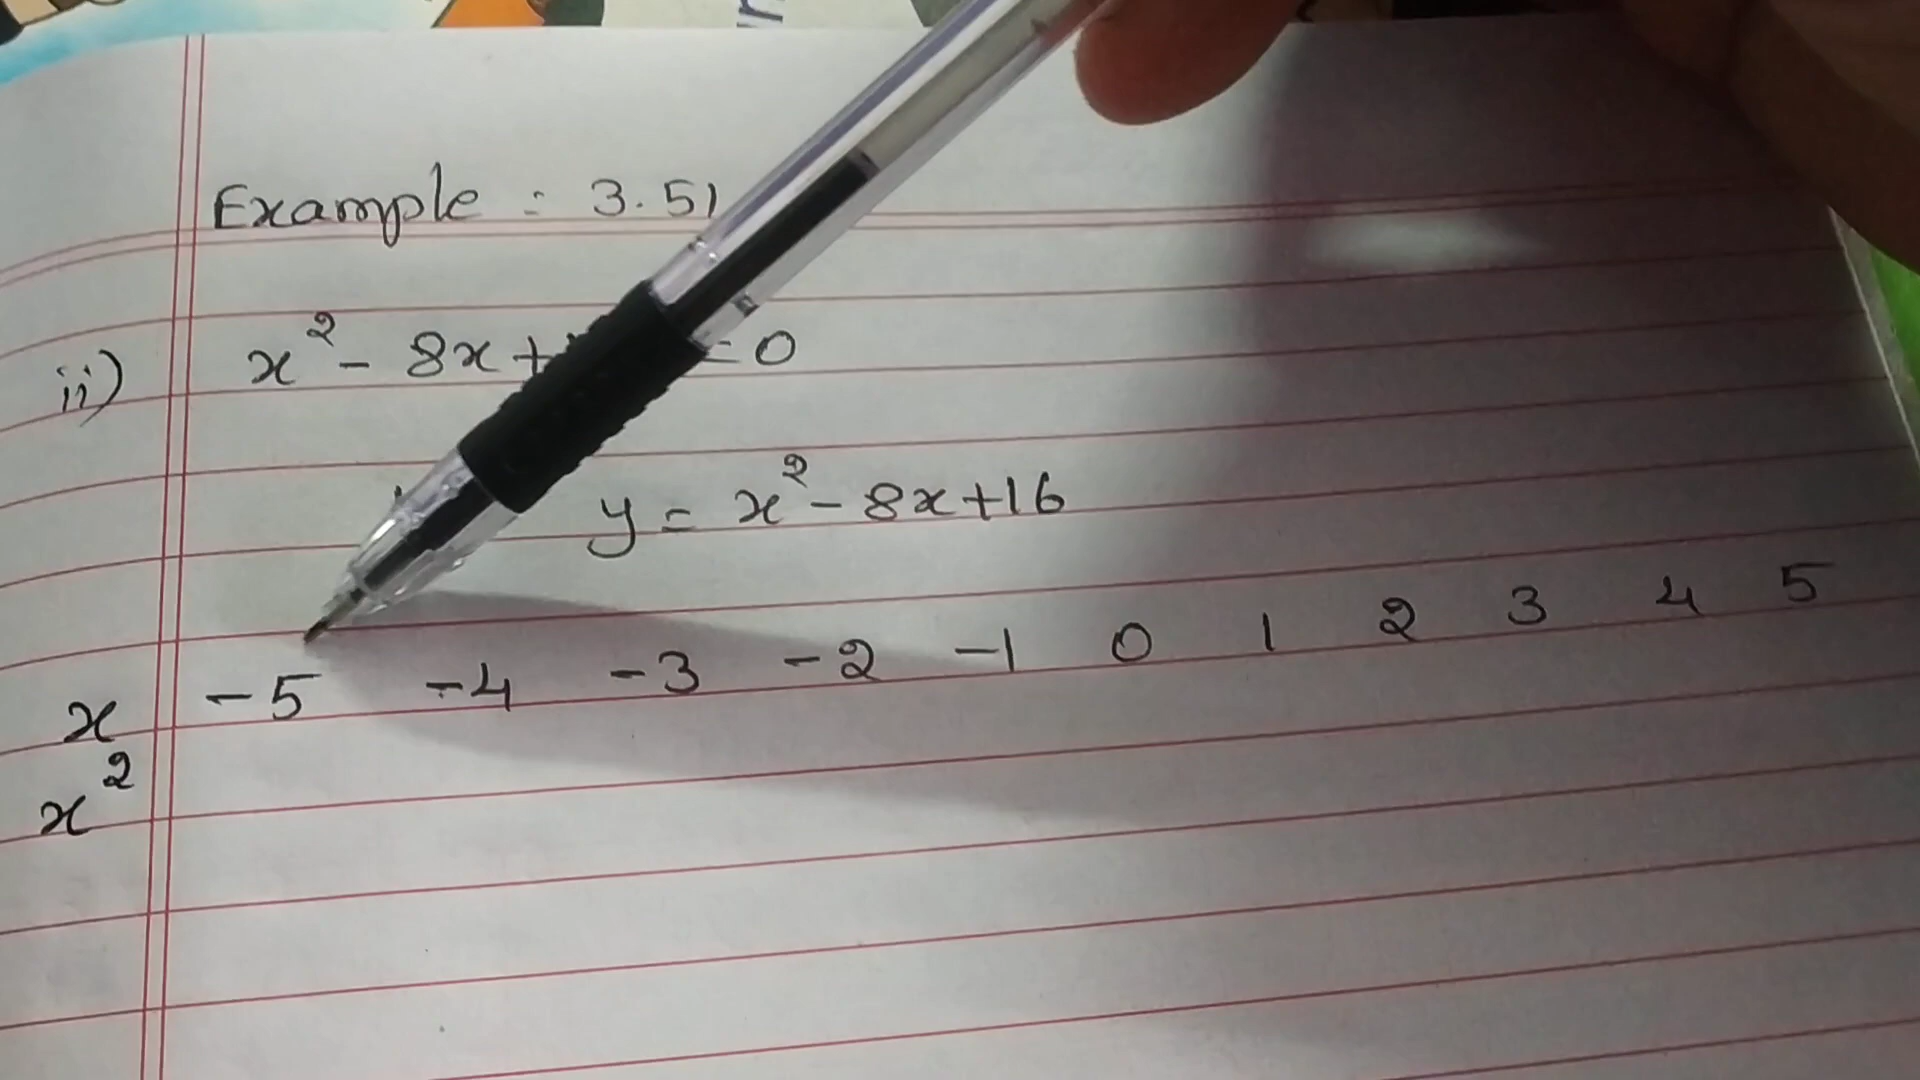 Example : 3.51
ii) x² - 8x + = 0
y = x² - 8x + 16
x -5 -4 -3 -2 -1 0 1 2 3 4 5
x²